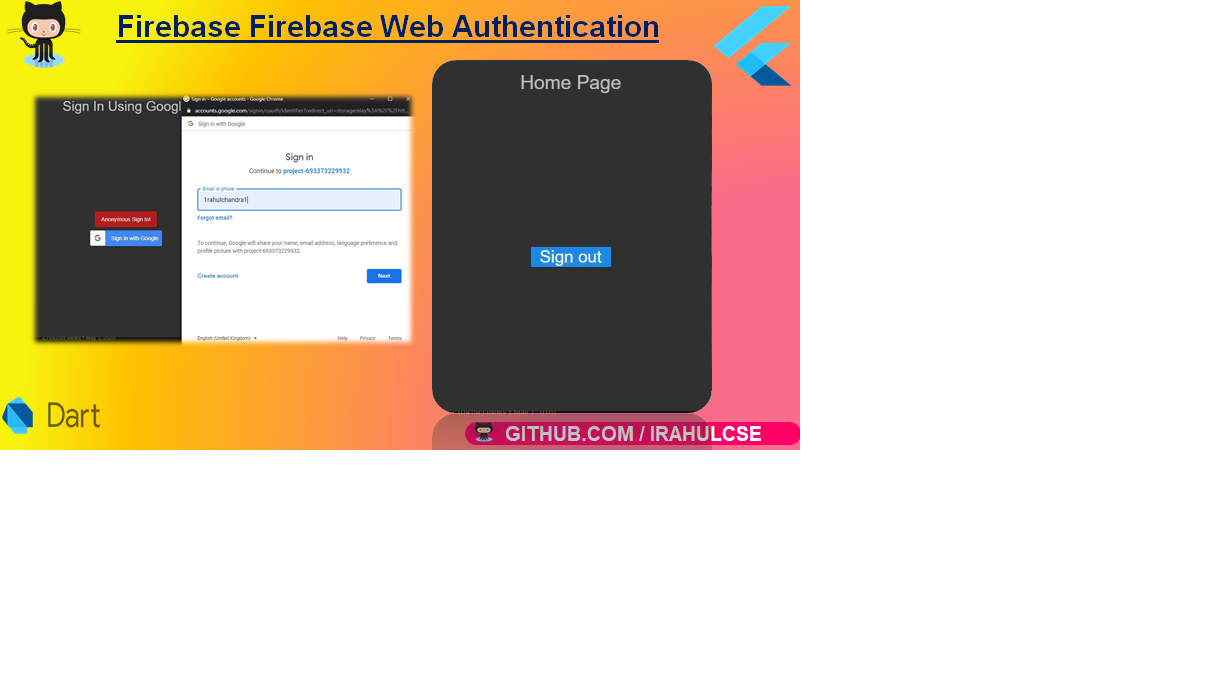 Firebase Firebase Web Authentication
Sign In Using Googl
Anonymous Sign In!
Sign in with Google
Sign in – Google accounts - Google Chrome
accounts.google.com/signin/oauth/identifier?redirect_uri=storagerelay%3A%2F%2Fhtt...
Sign in with Google
Sign in
Continue to project-693373229932
Email or phone
1rahulchandra1
Forgot email?
To continue, Google will share your name, email address, language preference and
profile picture with project-693373229932.
Create account
Next
English (United Kingdom)
Help
Privacy
Terms
Home Page
Sign out
Dart
GITHUB.COM / IRAHULCSE